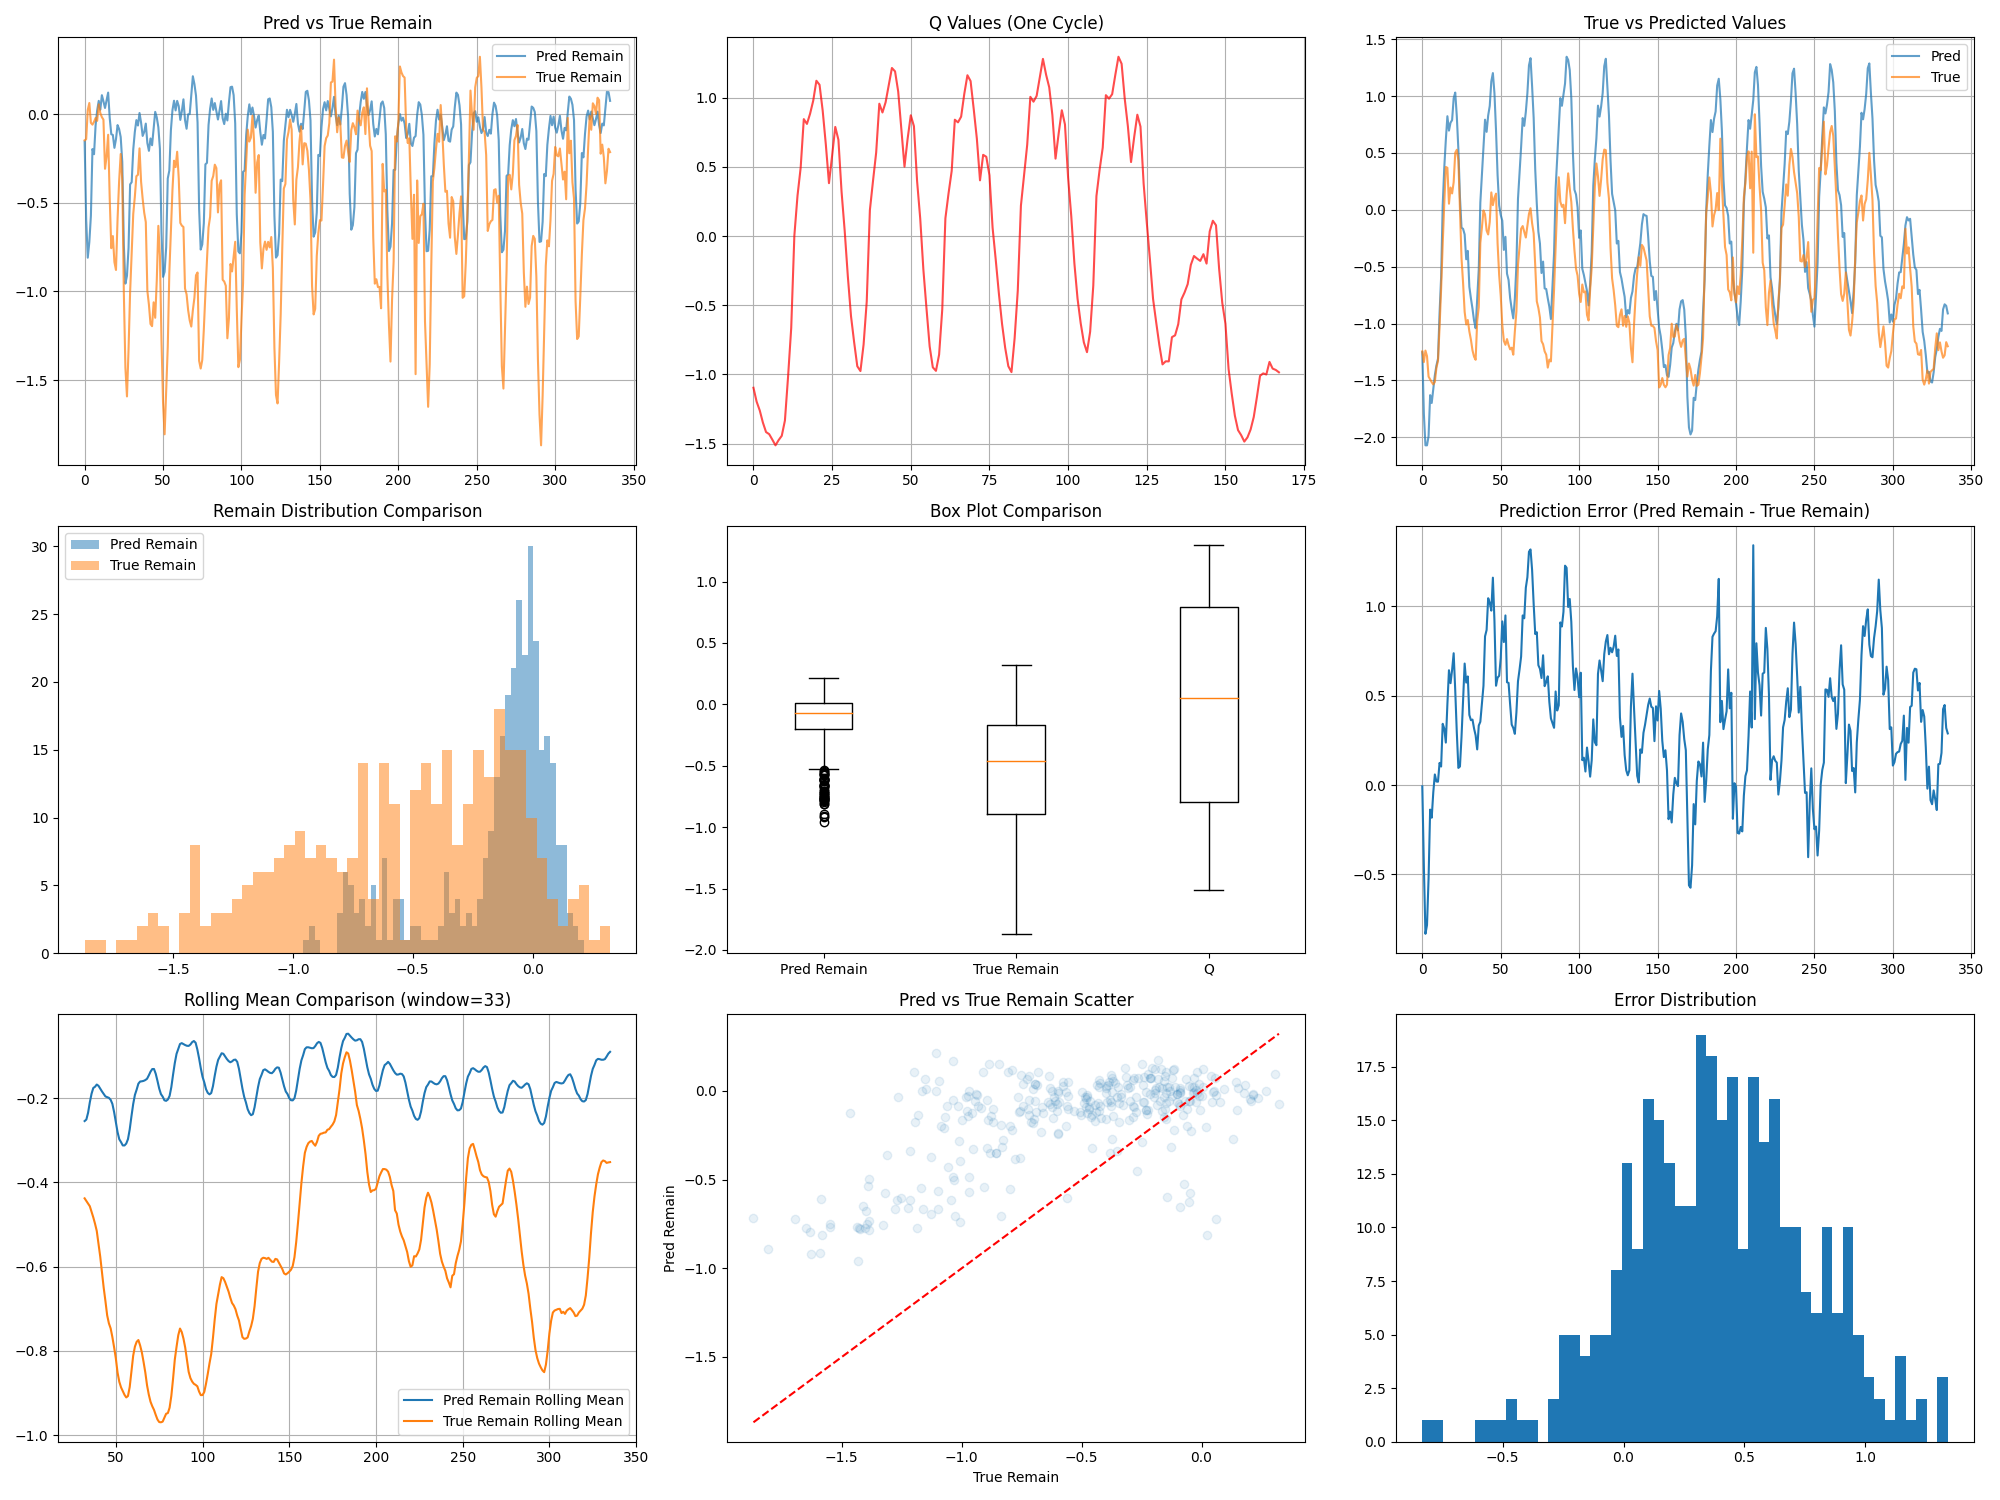 Pred vs True Remain
Pred Remain
True Remain
0.0
−0.5
−1.0
−1.5
0 50 100 150 200 250 300 350
Q Values (One Cycle)
1.0
0.5
0.0
−0.5
−1.0
−1.5
0 25 50 75 100 125 150 175
True vs Predicted Values
Pred
True
1.5
1.0
0.5
0.0
−0.5
−1.0
−1.5
−2.0
0 50 100 150 200 250 300 350
Remain Distribution Comparison
Pred Remain
True Remain
30
25
20
15
10
5
0
−1.5 −1.0 −0.5 0.0
Box Plot Comparison
1.0
0.5
0.0
−0.5
−1.0
−1.5
−2.0
Pred Remain True Remain Q
Prediction Error (Pred Remain - True Remain)
1.0
0.5
0.0
−0.5
0 50 100 150 200 250 300 350
Rolling Mean Comparison (window=33)
−0.2
−0.4
−0.6
−0.8
−1.0
Pred Remain Rolling Mean
True Remain Rolling Mean
50 100 150 200 250 300 350
Pred vs True Remain Scatter
Pred Remain
0.0
−0.5
−1.0
−1.5
−1.5 −1.0 −0.5 0.0
True Remain
Error Distribution
17.5
15.0
12.5
10.0
7.5
5.0
2.5
0.0
−0.5 0.0 0.5 1.0